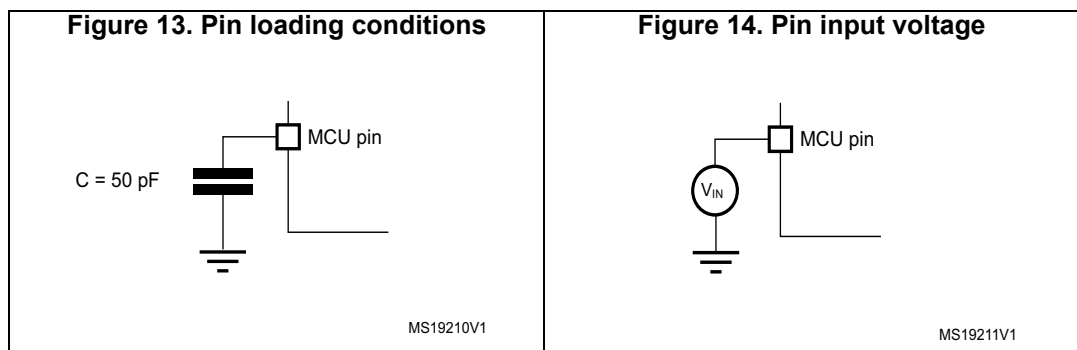 Figure 13. Pin loading conditions
MCU pin
C = 50 pF
MS19210V1
Figure 14. Pin input voltage
MCU pin
VIN
MS19211V1